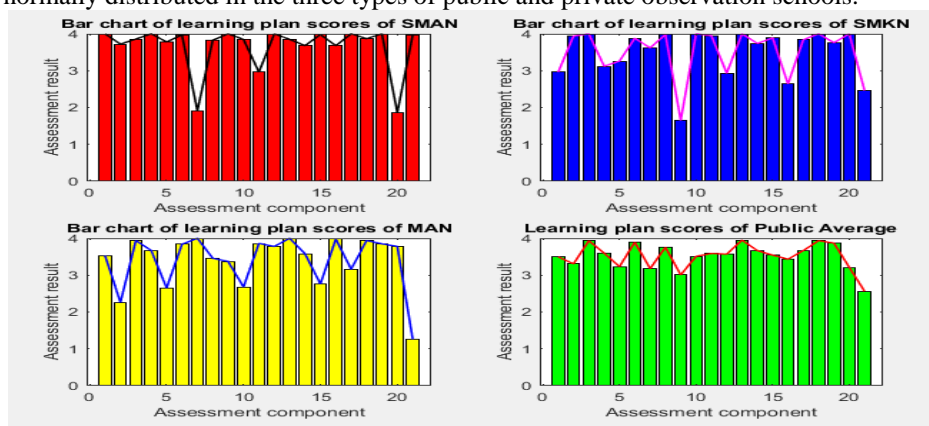 normally distributed in the three types of public and private observation schools.
Bar chart of learning plan scores of SMAN
4
3
2
1
0
Assessment result
0 5 10 15 20
Assessment component
Bar chart of learning plan scores of SMKN
4
3
2
1
0
Assessment result
0 5 10 15 20
Assessment component
Bar chart of learning plan scores of MAN
4
3
2
1
0
Assessment result
0 5 10 15 20
Assessment component
Learning plan scores of Public Average
4
3
2
1
0
Assessment result
0 5 10 15 20
Assessment component